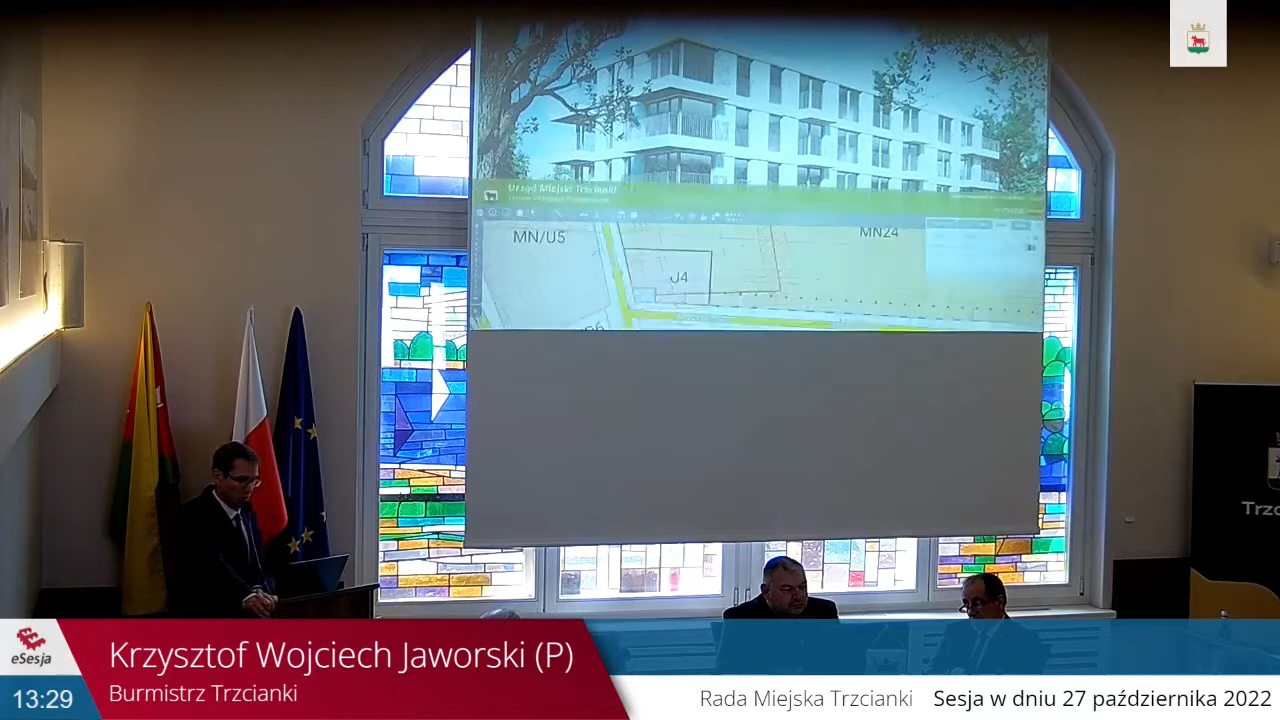 Urząd Miejski Trzcianki
MN/U5
MN24
U4
eSesja
Krzysztof Wojciech Jaworski (P)
13:29
Burmistrz Trzcianki
Rada Miejska Trzcianki
Sesja w dniu 27 października 2022